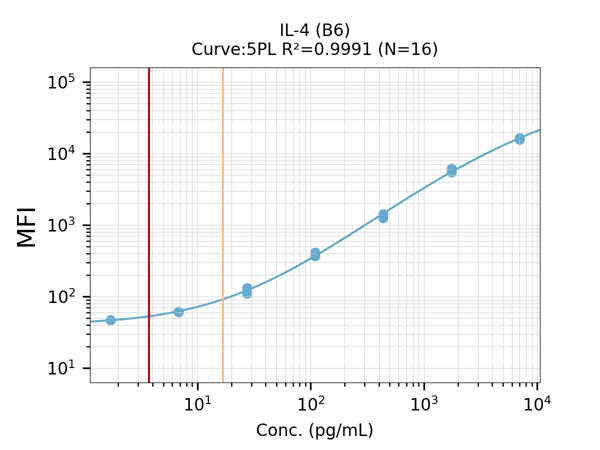 IL-4 (B6)
Curve:5PL R²=0.9991 (N=16)
10⁵
10⁴
10³
10²
10¹
MFI
10¹ 10² 10³ 10⁴
Conc. (pg/mL)